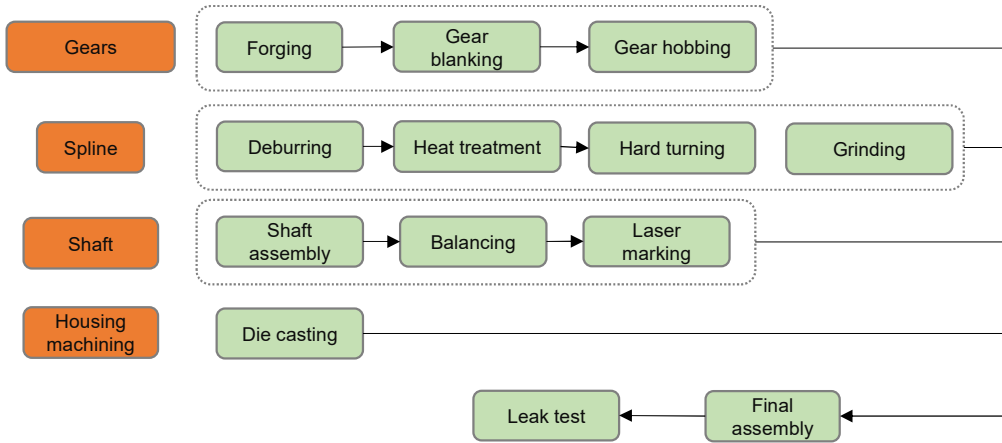 Gears
Forging
Gear
blanking
Gear hobbing
Spline
Deburring
Heat treatment
Hard turning
Grinding
Shaft
Shaft
assembly
Balancing
Laser
marking
Housing
machining
Die casting
Leak test
Final
assembly